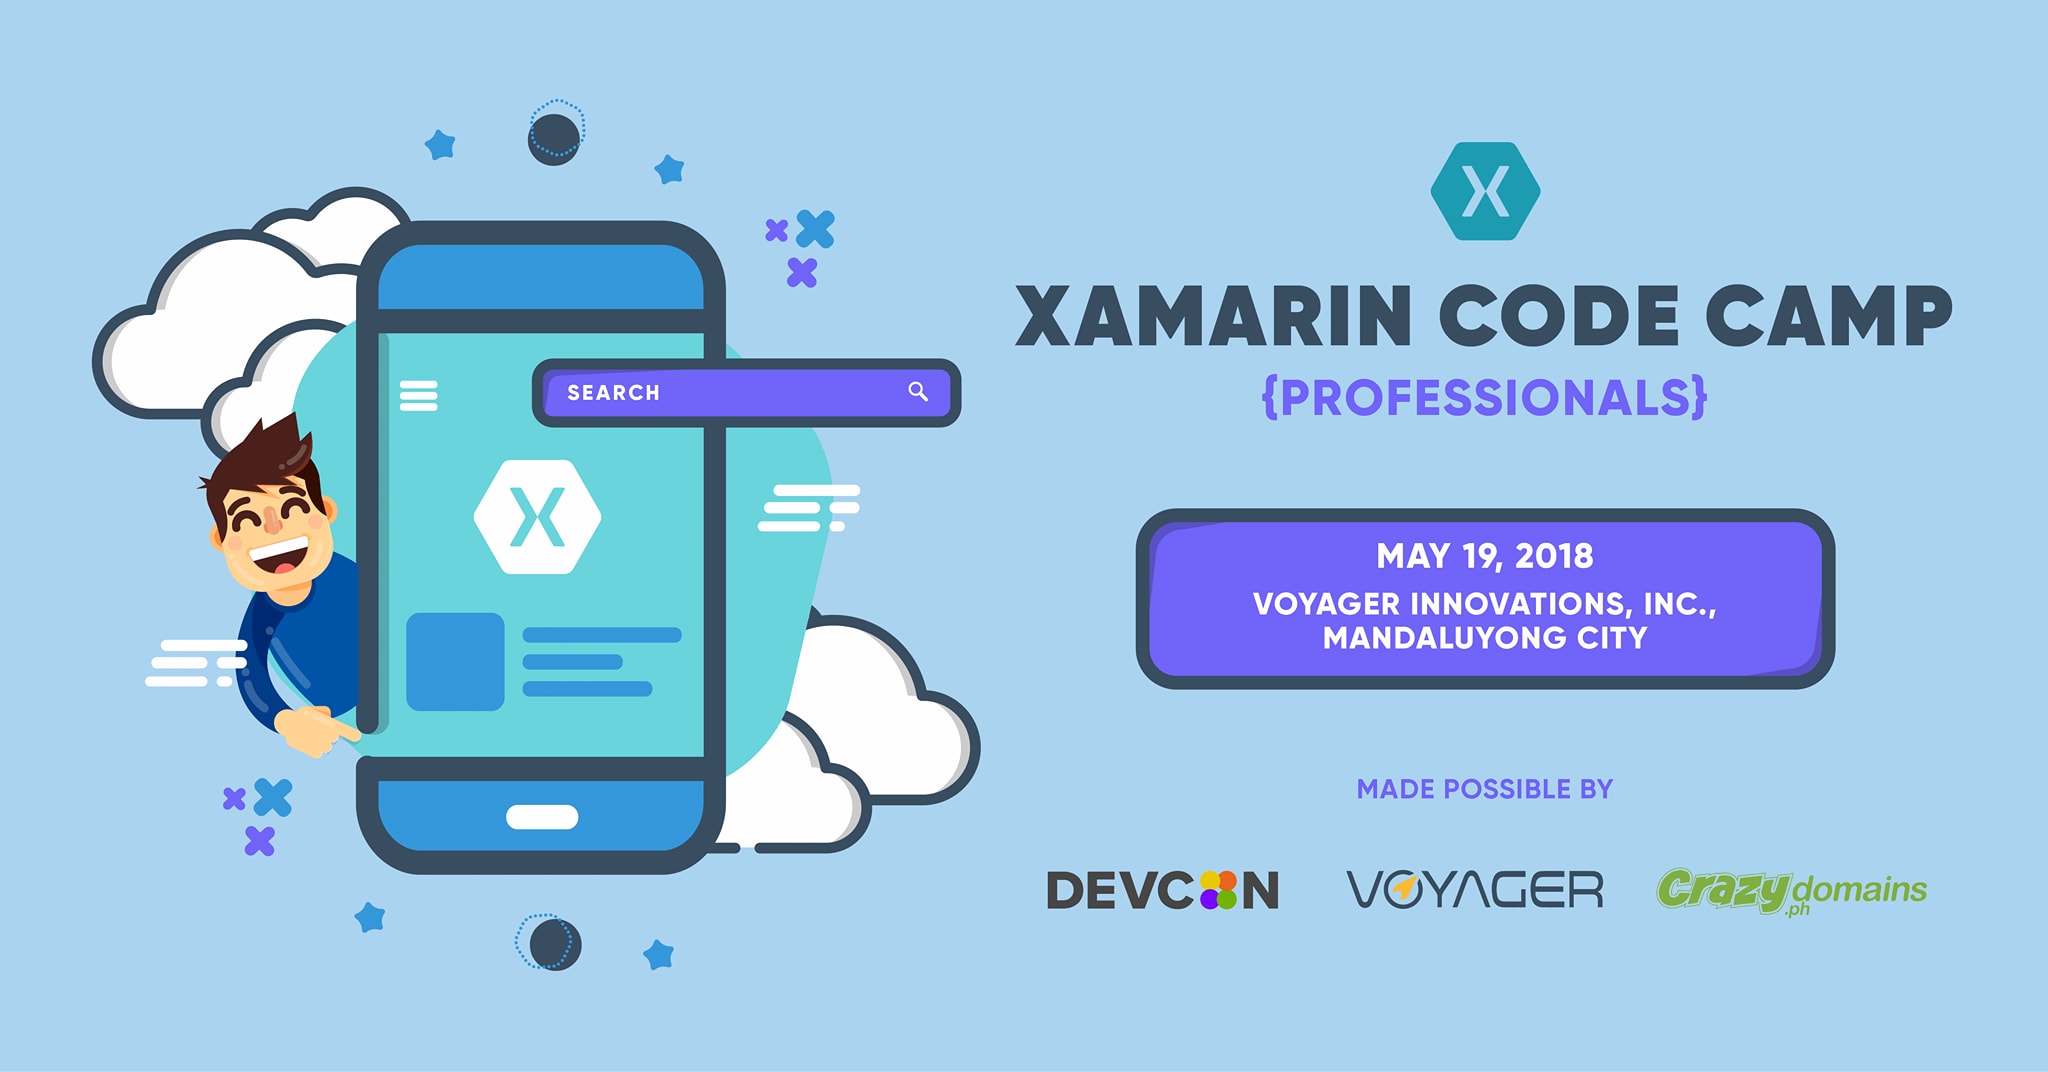 SEARCH
X
X
XAMARIN CODE CAMP
{PROFESSIONALS}
MAY 19, 2018
VOYAGER INNOVATIONS, INC.,
MANDALUYONG CITY
MADE POSSIBLE BY
DEVCON
VOYAGER
Crazydomains.ph